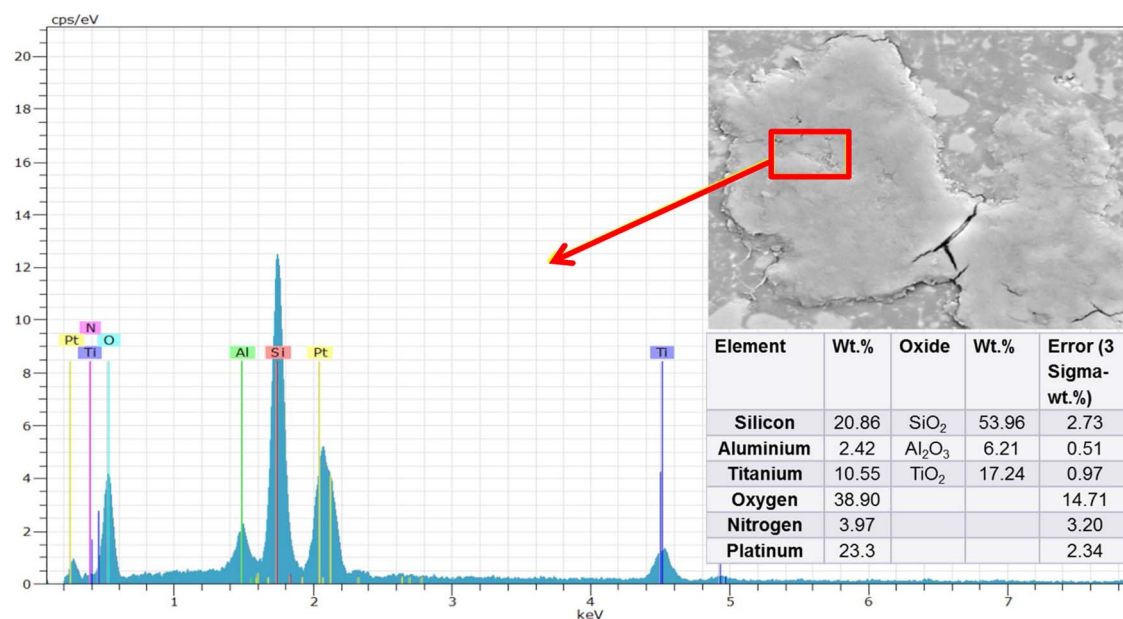 cps/eV
20
18
16
14
12
10
8
6
4
2
0
N
Pt Ti O Al Si Pt Ti
1 2 3 4 5 6 7
keV
Element Wt.% Oxide Wt.% Error (3 Sigma-wt.%)
Silicon 20.86 SiO₂ 53.96 2.73
Aluminium 2.42 Al₂O₃ 6.21 0.51
Titanium 10.55 TiO₂ 17.24 0.97
Oxygen 38.90 14.71
Nitrogen 3.97 3.20
Platinum 23.3 2.34